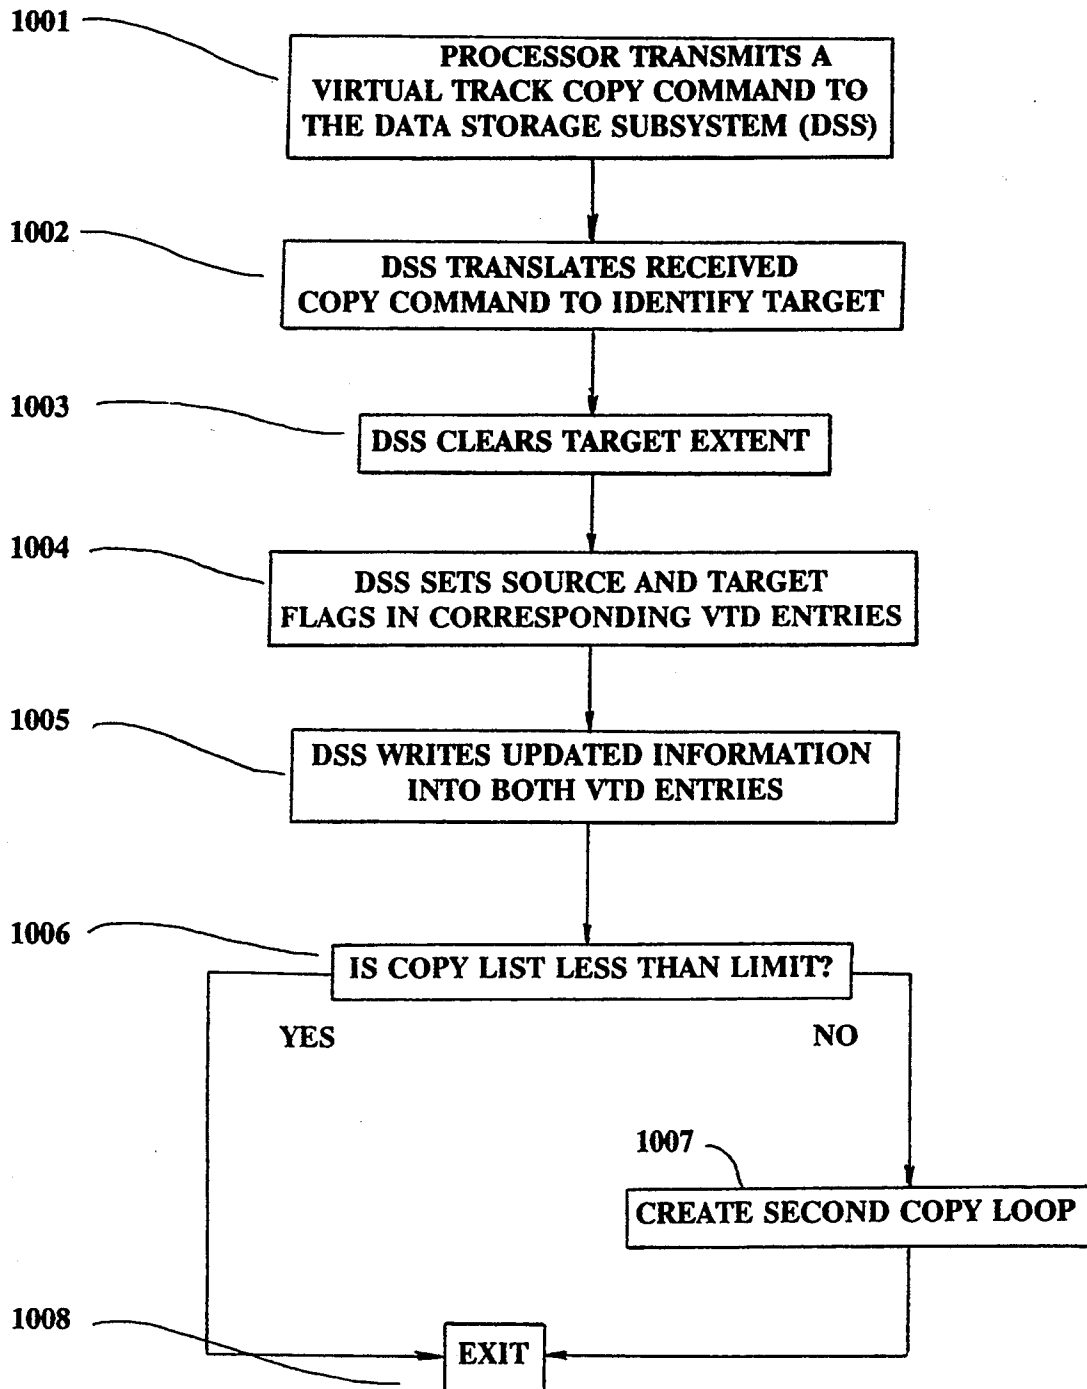 1001
PROCESSOR TRANSMITS A
VIRTUAL TRACK COPY COMMAND TO
THE DATA STORAGE SUBSYSTEM (DSS)
1002
DSS TRANSLATES RECEIVED
COPY COMMAND TO IDENTIFY TARGET
1003
DSS CLEARS TARGET EXTENT
1004
DSS SETS SOURCE AND TARGET
FLAGS IN CORRESPONDING VTD ENTRIES
1005
DSS WRITES UPDATED INFORMATION
INTO BOTH VTD ENTRIES
1006
IS COPY LIST LESS THAN LIMIT?
YES
NO
1007
CREATE SECOND COPY LOOP
1008
EXIT